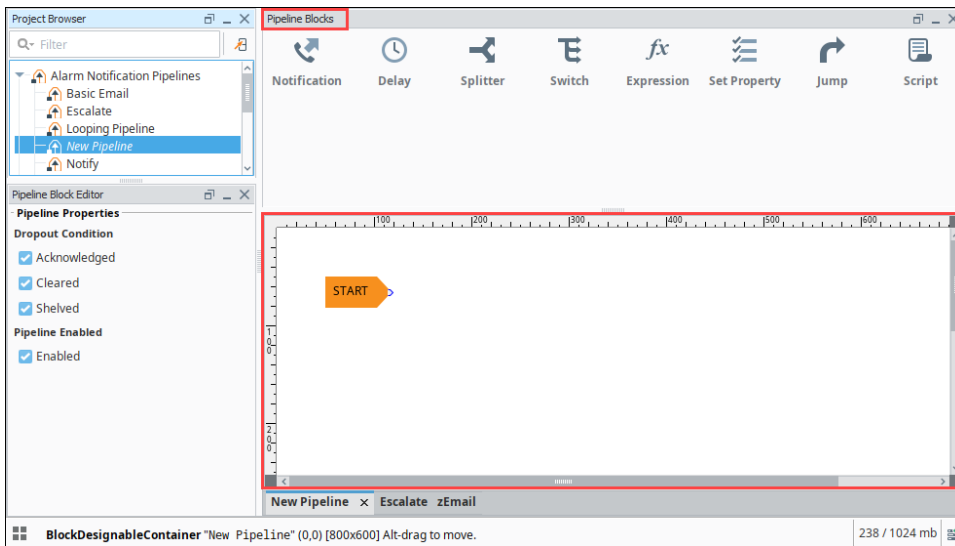 Project Browser
Filter
Alarm Notification Pipelines
Basic Email
Escalate
Looping Pipeline
New Pipeline
Notify
Pipeline Block Editor
Pipeline Properties
Dropout Condition
Acknowledged
Cleared
Shelved
Pipeline Enabled
Enabled
Pipeline Blocks
Notification Delay Splitter Switch fx Expression Set Property Jump Script
100 200 300 400 500 600
START
100
200
New Pipeline x Escalate zEmail
BlockDesignableContainer "New Pipeline" (0,0) [800x600] Alt-drag to move.
238 / 1024 mb